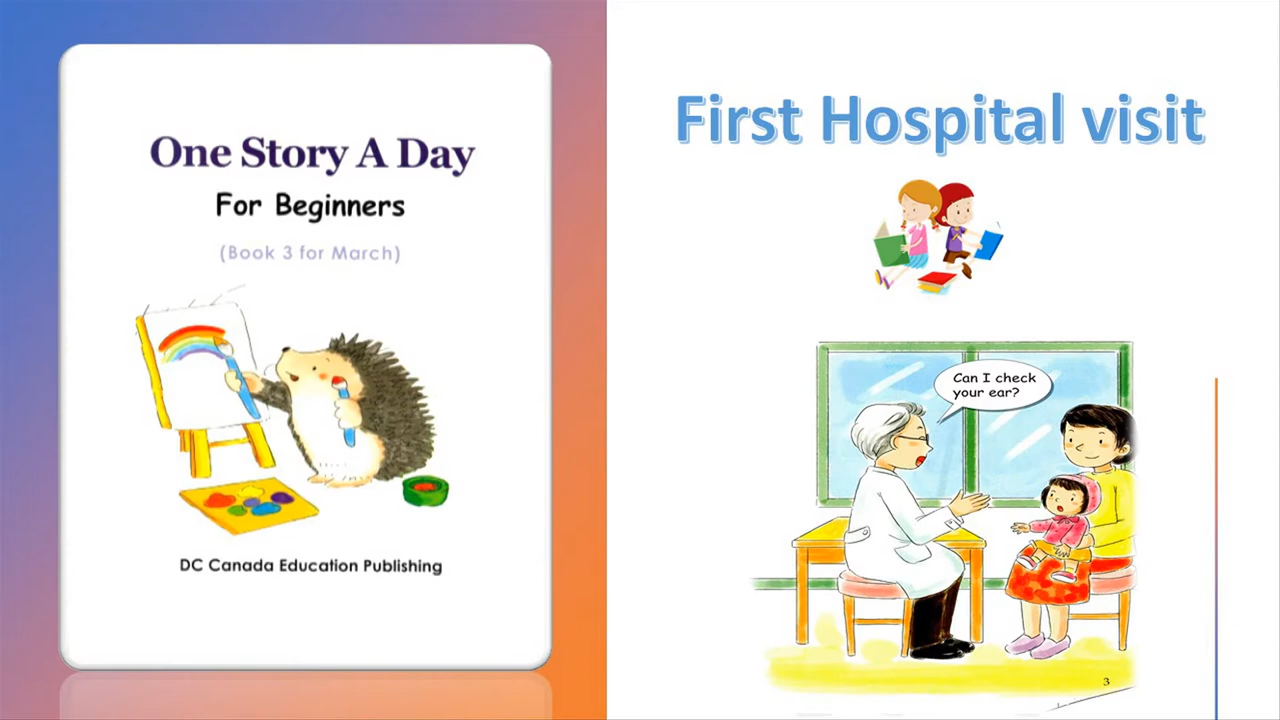 One Story A Day
For Beginners
(Book 3 for March)
DC Canada Education Publishing
First Hospital visit
Can I check
your ear?
3